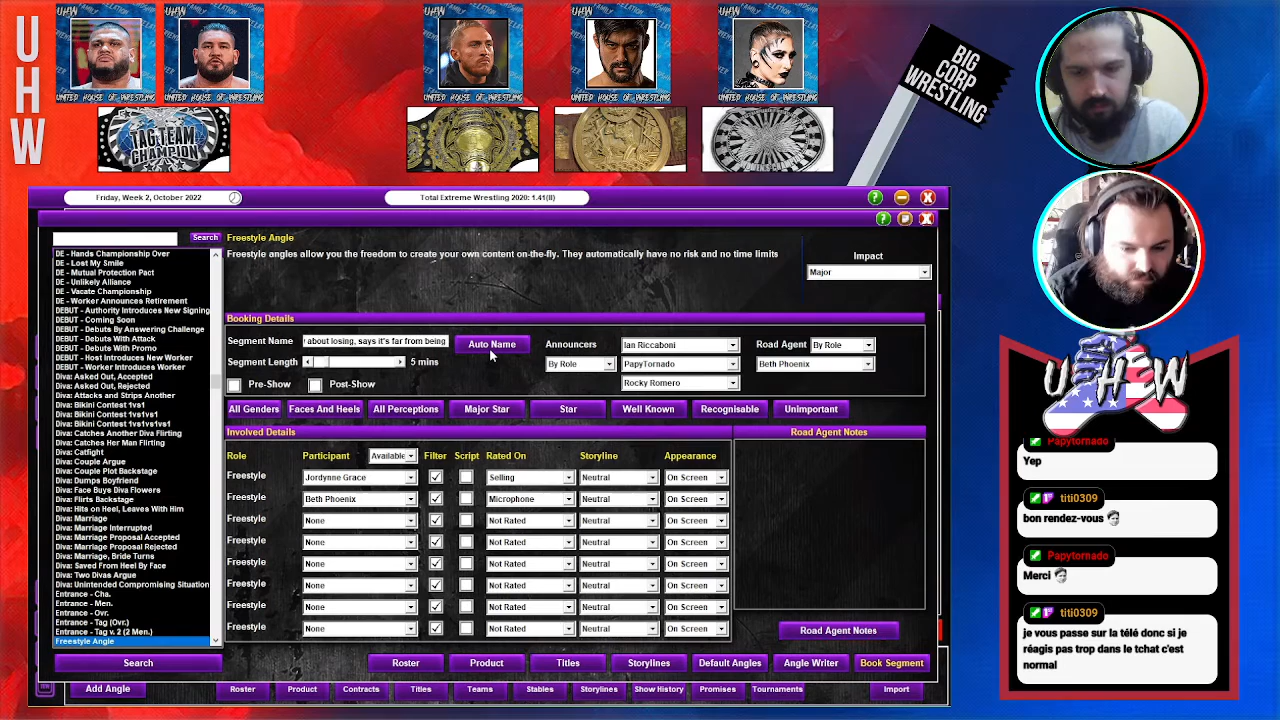 UHW
UNITED HOUSE OF WRESTLING
UNITED HOUSE OF WRESTLING
UNITED HOUSE OF WRESTLING
UNITED HOUSE OF WRESTLING
UNITED HOUSE OF WRESTLING
TAG TEAM
CHAMPION
BIG
CORP
WRESTLING
Friday, Week 2, October 2022
Total Extreme Wrestling 2020: 1.41(II)
Search
DE - Hands Championship Over
DE - Lost My Smile
DE - Mutual Protection Pact
DE - Unlikely Alliance
DE - Vacate Championship
DE - Worker Announces Retirement
DEBUT - Authority Introduces New Signing
DEBUT - Coming Soon
DEBUT - Debuts By Answering Challenge
DEBUT - Debuts With Attack
DEBUT - Debuts With Promo
DEBUT - Host Introduces New Worker
DEBUT - Worker Introduces Worker
Diva: Asked Out, Accepted
Diva: Asked Out, Rejected
Diva: Attacks and Strips Another
Diva: Bikini Contest 1vs1
Diva: Bikini Contest 1vs1vs1
Diva: Bikini Contest 1vs1vs1vs1
Diva: Catches Another Diva Flirting
Diva: Catches Her Man Flirting
Diva: Catfight
Diva: Couple Argue
Diva: Couple Plot Backstage
Diva: Dumps Boyfriend
Diva: Face Buys Diva Flowers
Diva: Flirts Backstage
Diva: Hits on Heel, Leaves With Him
Diva: Marriage
Diva: Marriage Interrupted
Diva: Marriage Proposal Accepted
Diva: Marriage Proposal Rejected
Diva: Marriage, Bride Turns
Diva: Saved From Heel By Face
Diva: Two Divas Argue
Diva: Unintended Compromising Situation
Entrance - Cha.
Entrance - Men.
Entrance - Ovr.
Entrance - Tag (Ovr.)
Entrance - Tag v. 2 (2 Men.)
Freestyle Angle
Search
Freestyle Angle
Freestyle angles allow you the freedom to create your own content on-the-fly. They automatically have no risk and no time limits
Impact
Major
Booking Details
Segment Name
about losing, says it's far from being
Auto Name
Segment Length
5 mins
Pre-Show
Post-Show
Announcers
By Role
Ian Riccaboni
PapyTornado
Rocky Romero
Road Agent
By Role
Beth Phoenix
All Genders
Faces And Heels
All Perceptions
Major Star
Star
Well Known
Recognisable
Unimportant
Involved Details
Road Agent Notes
Role Participant Available Filter Script Rated On Storyline Appearance
Freestyle Jordynne Grace Selling Neutral On Screen
Freestyle Beth Phoenix Microphone Neutral On Screen
Freestyle None Not Rated Neutral On Screen
Freestyle None Not Rated Neutral On Screen
Freestyle None Not Rated Neutral On Screen
Freestyle None Not Rated Neutral On Screen
Freestyle None Not Rated Neutral On Screen
Freestyle None Not Rated Neutral On Screen
Road Agent Notes
Roster
Product
Titles
Storylines
Default Angles
Angle Writer
Book Segment
Add Angle
Roster
Product
Contracts
Titles
Teams
Stables
Storylines
Show History
Promises
Tournaments
Import
UHW
Papytornado
Yep
titi0309
bon rendez-vous
Papytornado
Merci
titi0309
je vous passe sur la télé donc si je
réagis pas trop dans le tchat c'est
normal